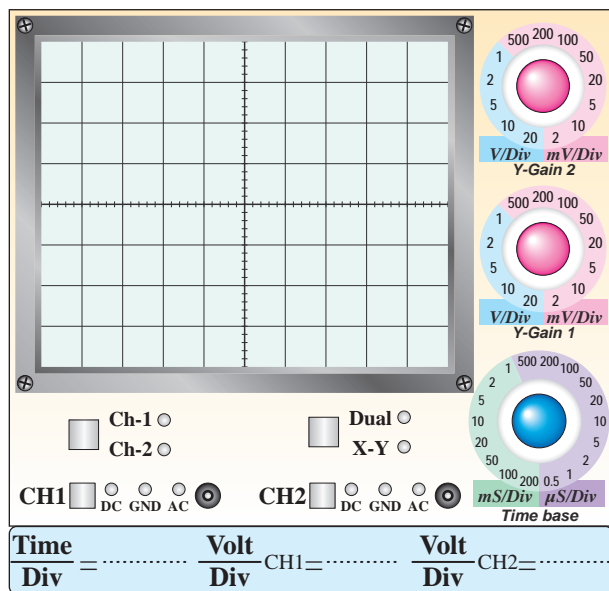 500 200 100
1 50
2 20
5 10
10 20 2
V/Div mV/Div
Y-Gain 2
500 200 100
1 50
2 20
5 10
10 20 2
V/Div mV/Div
Y-Gain 1
1 500 200 100
2 50
5 20
10 10
20 5
50 2
100 200 0.5 1
mS/Div µS/Div
Time base
Ch-1
Ch-2
Dual
X-Y
CH1 DC GND AC
CH2 DC GND AC
Time/Div = ............ Volt/Div CH1= ............ Volt/Div CH2= ............